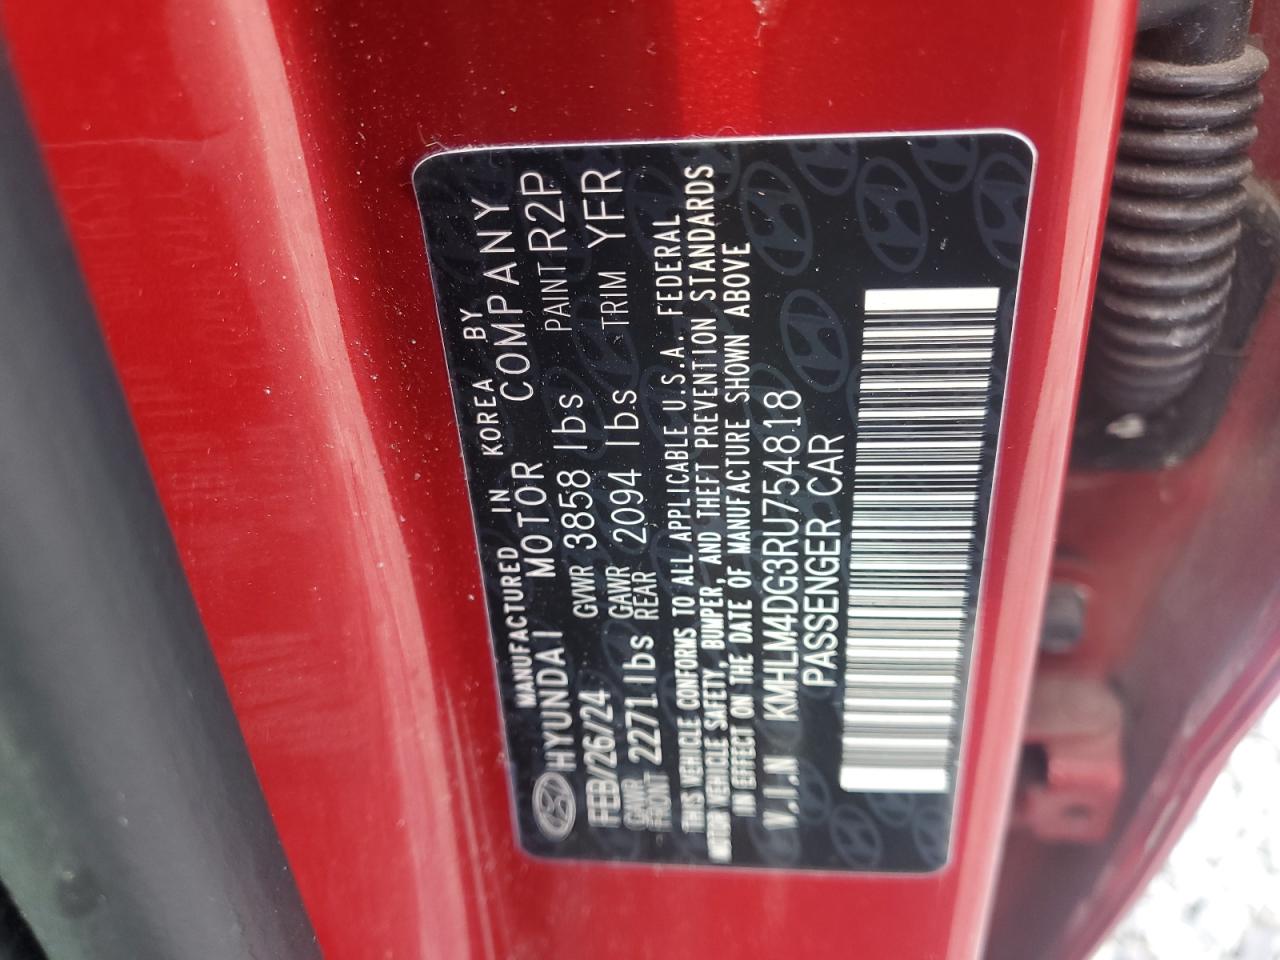 MANUFACTURED IN KOREA BY
HYUNDAI MOTOR COMPANY
FEB/26/24 GVWR 3858 lbs PAINT R2P
GAWR FRONT 2271 lbs GAWR REAR 2094 lbs TRIM YFR
THIS VEHICLE CONFORMS TO ALL APPLICABLE U.S.A. FEDERAL
MOTOR VEHICLE SAFETY, BUMPER, AND THEFT PREVENTION STANDARDS
IN EFFECT ON THE DATE OF MANUFACTURE SHOWN ABOVE
V.I.N KMHLM4DG3RU754818
PASSENGER CAR